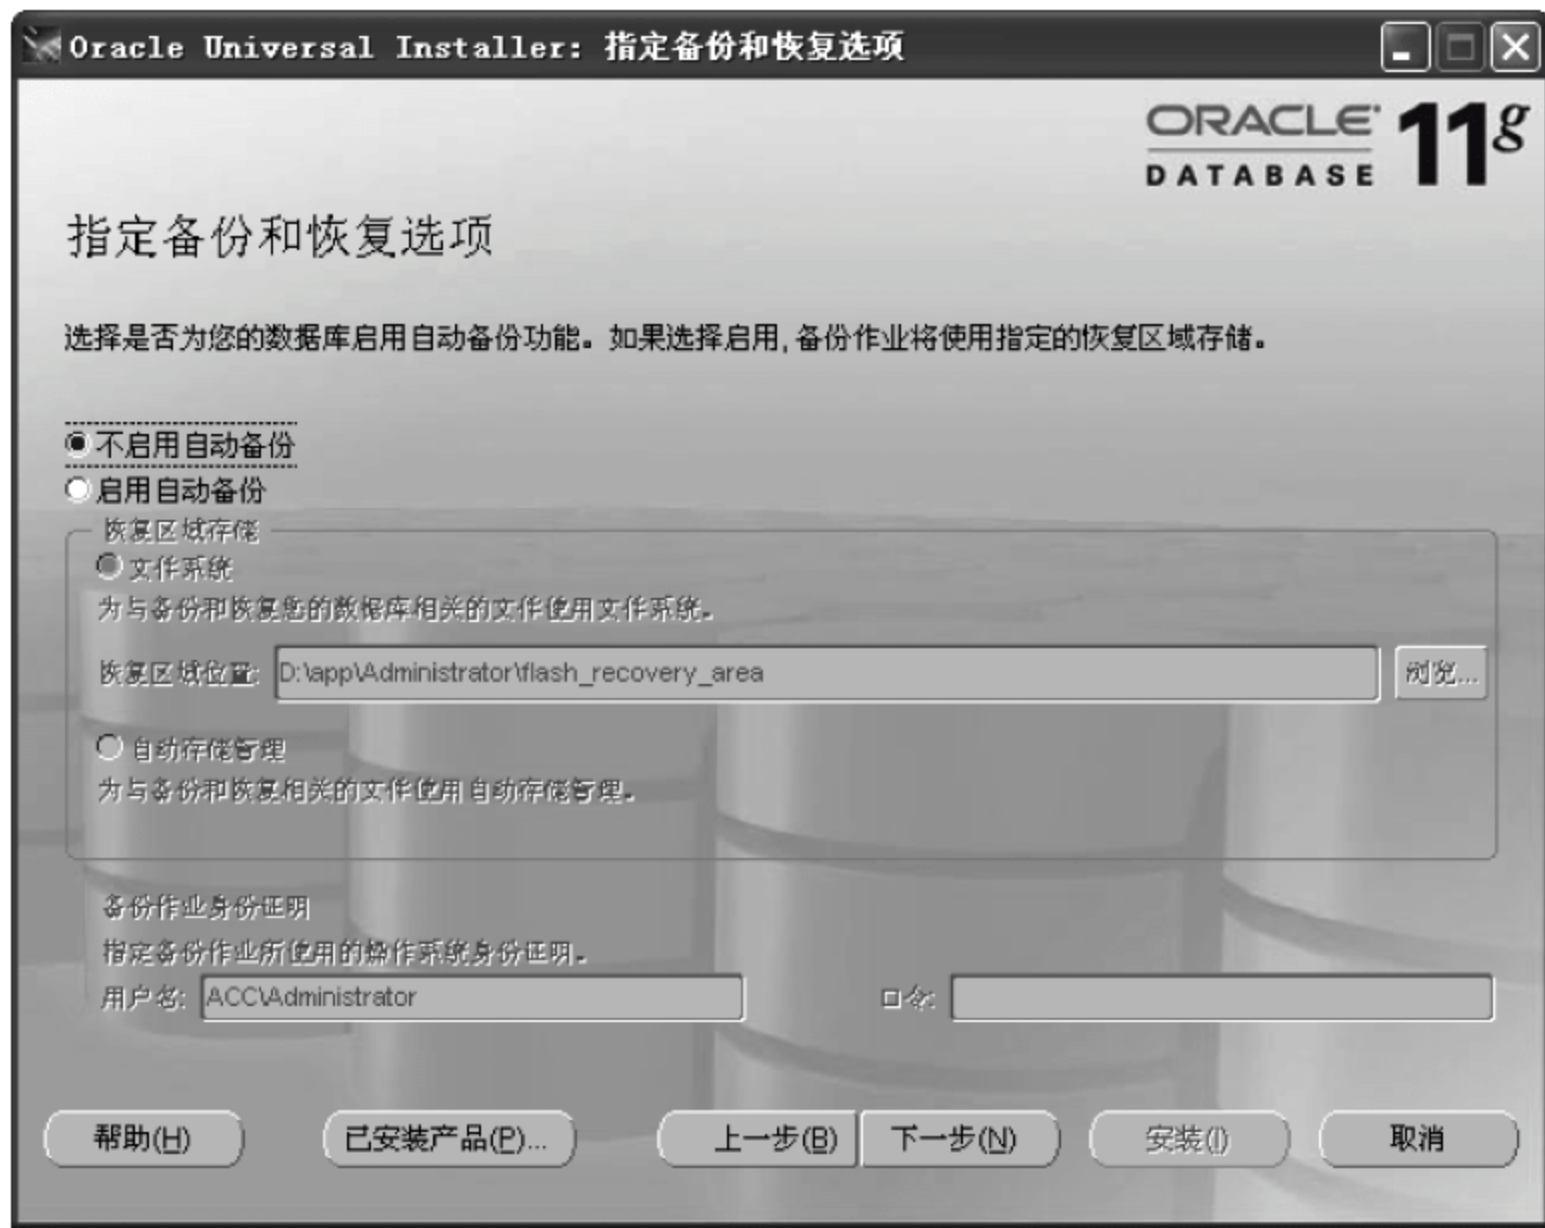 Oracle Universal Installer: 指定备份和恢复选项
ORACLE 11g
DATABASE
指定备份和恢复选项
选择是否为您的数据库启用自动备份功能。如果选择启用, 备份作业将使用指定的恢复区域存储。
不启用自动备份
启用自动备份
恢复区域存储
文件系统
为与备份和恢复您的数据库相关的文件使用文件系统。
恢复区域位置: D:\app\Administrator\flash_recovery_area 浏览...
自动存储管理
为与备份和恢复相关的文件使用自动存储管理。
备份作业身份证明
指定备份作业所使用的操作系统身份证明。
用户名: ACC\Administrator 口令:
帮助(H) 已安装产品(P)... 上一步(B) 下一步(N) 安装(I) 取消